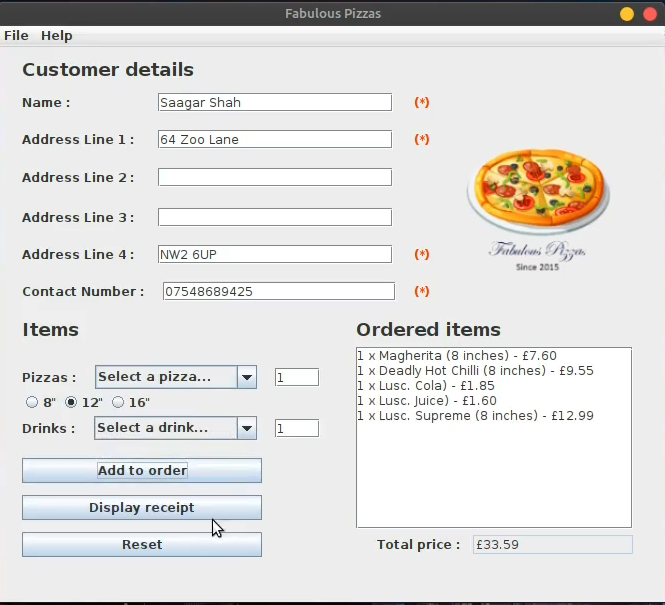 Fabulous Pizzas
File Help
Customer details
Name : Saagar Shah (*)
Address Line 1 : 64 Zoo Lane (*)
Address Line 2 :
Address Line 3 :
Address Line 4 : NW2 6UP (*)
Contact Number : 07548689425 (*)
Fabulous Pizzas
Since 2015
Items
Pizzas : Select a pizza... 1
8" 12" 16"
Drinks : Select a drink... 1
Add to order
Display receipt
Reset
Ordered items
1 x Magherita (8 inches) - £7.60
1 x Deadly Hot Chilli (8 inches) - £9.55
1 x Lusc. Cola) - £1.85
1 x Lusc. Juice) - £1.60
1 x Lusc. Supreme (8 inches) - £12.99
Total price : £33.59